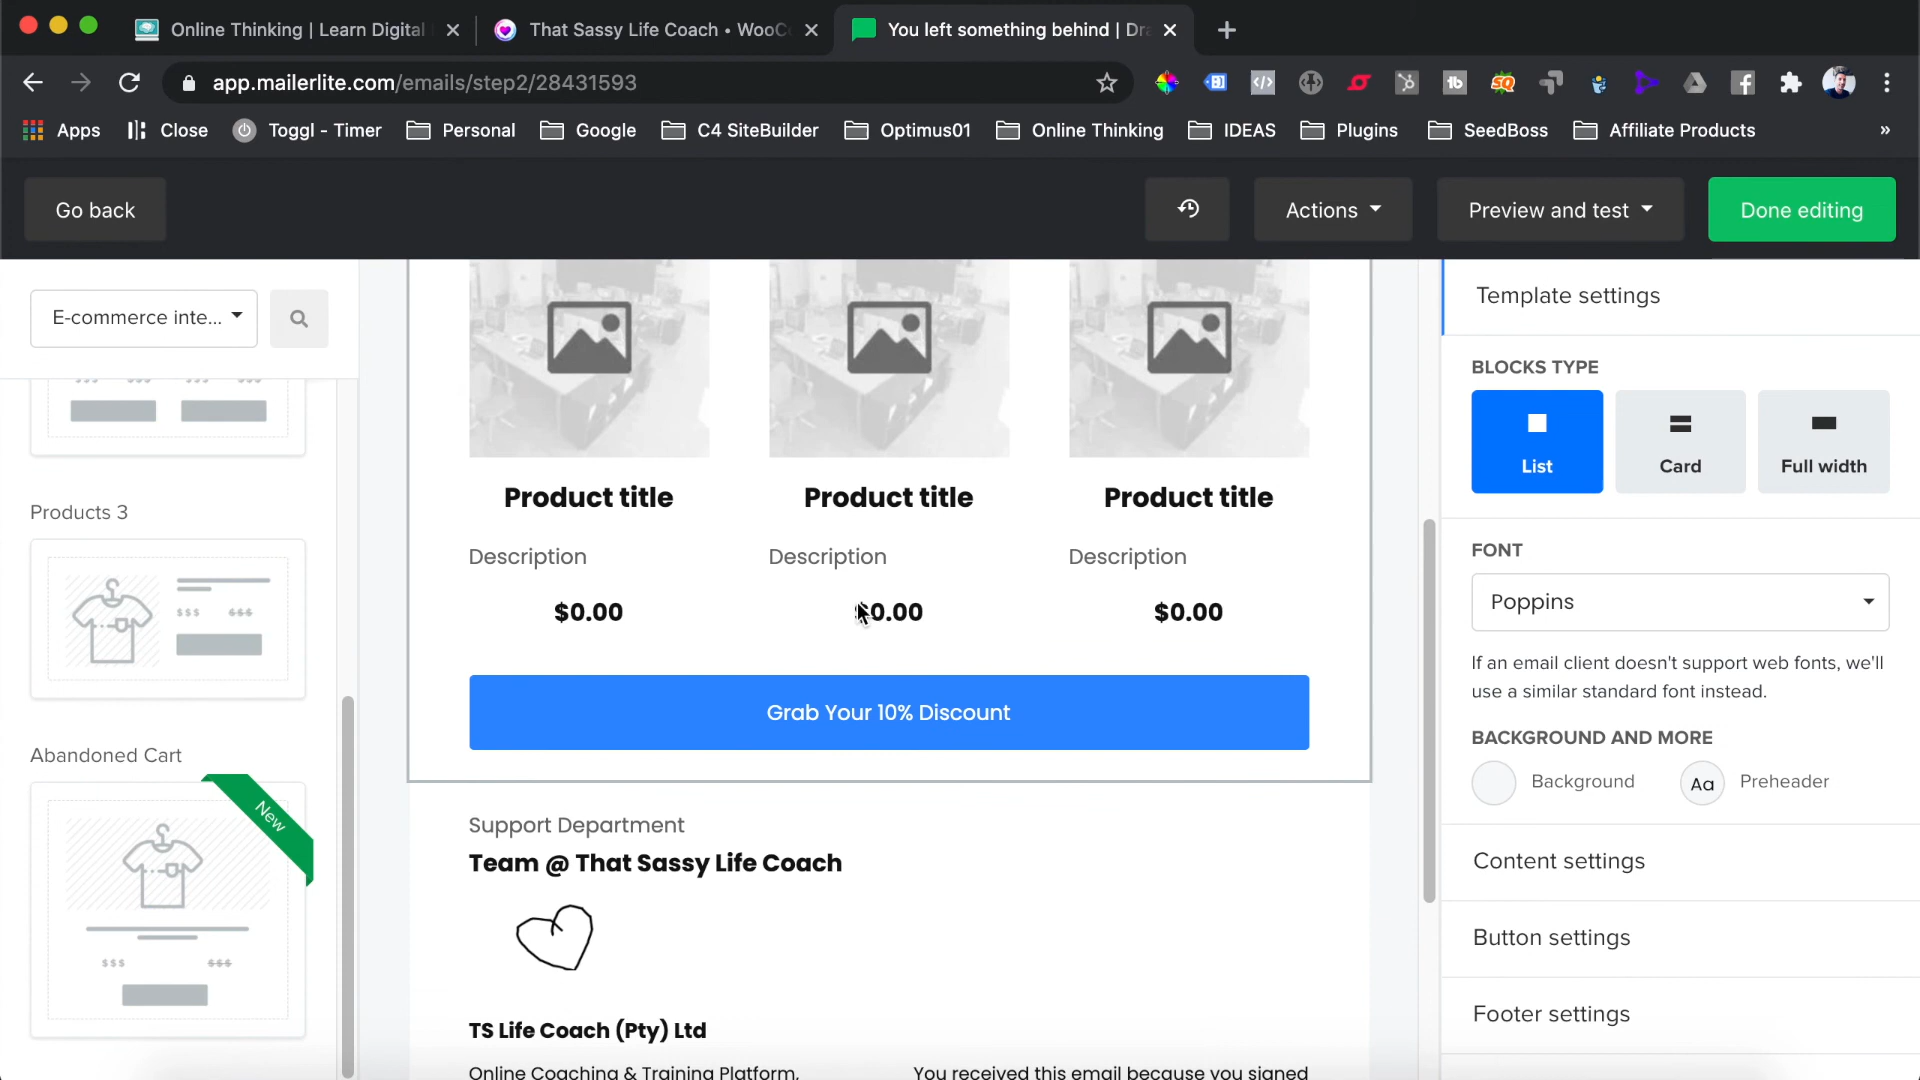 Online Thinking | Learn Digital
That Sassy Life Coach • WooC
You left something behind | Dra
app.mailerlite.com/emails/step2/28431593
Apps
Close
Toggl - Timer
Personal
Google
C4 SiteBuilder
Optimus01
Online Thinking
IDEAS
Plugins
SeedBoss
Affiliate Products
»
Go back
Actions
Preview and test
Done editing
E-commerce inte...
Products 3
$$$ $$$
Abandoned Cart
New
$$$ $$$
Product title
Product title
Product title
Description
Description
Description
$0.00
$0.00
$0.00
Grab Your 10% Discount
Support Department
Team @ That Sassy Life Coach
TS Life Coach (Pty) Ltd
Online Coaching & Training Platform,
You received this email because you signed
Template settings
BLOCKS TYPE
List
Card
Full width
FONT
Poppins
If an email client doesn't support web fonts, we'll
use a similar standard font instead.
BACKGROUND AND MORE
Background
Aa
Preheader
Content settings
Button settings
Footer settings